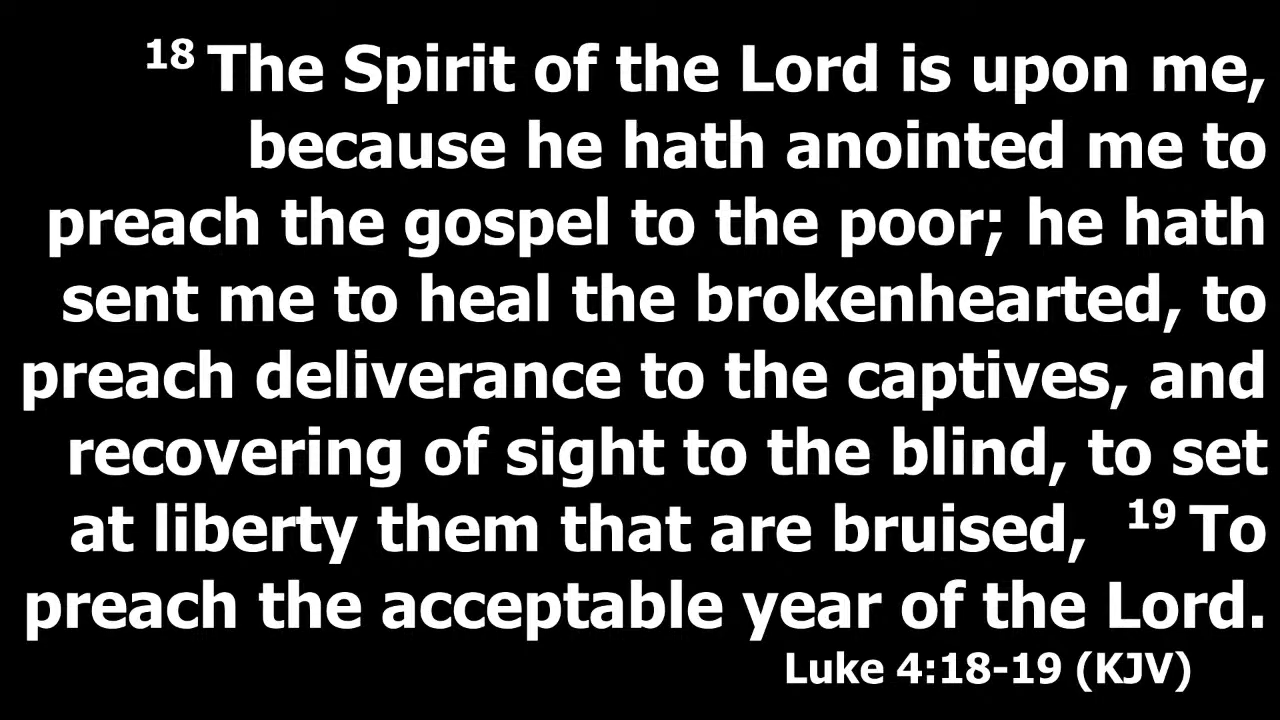 18 The Spirit of the Lord is upon me,
because he hath anointed me to
preach the gospel to the poor; he hath
sent me to heal the brokenhearted, to
preach deliverance to the captives, and
recovering of sight to the blind, to set
at liberty them that are bruised, 19 To
preach the acceptable year of the Lord.
Luke 4:18-19 (KJV)